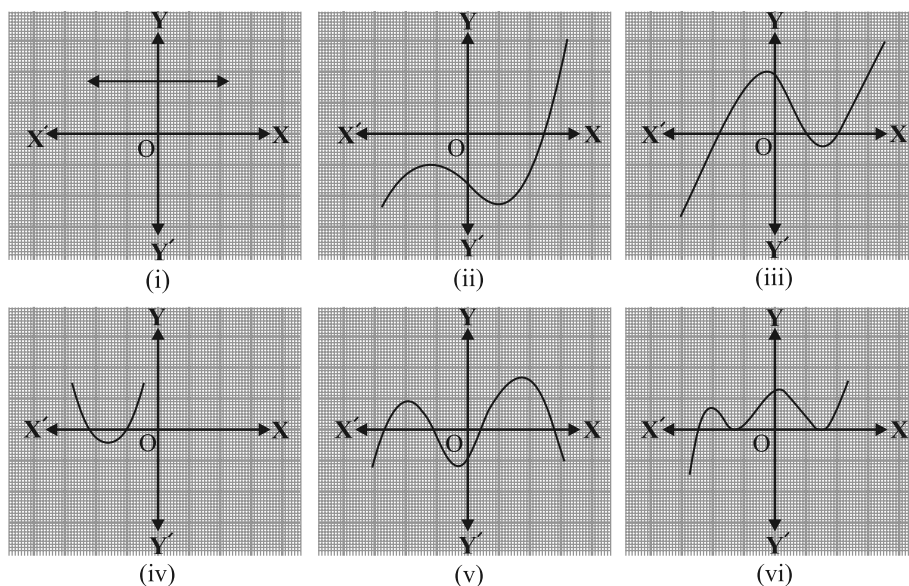 Y Y Y
X′ O X X′ O X X′ O X
Y′ Y′ Y′
(i) (ii) (iii)
Y Y Y
X′ O X X′ O X X′ O X
Y′ Y′ Y′
(iv) (v) (vi)